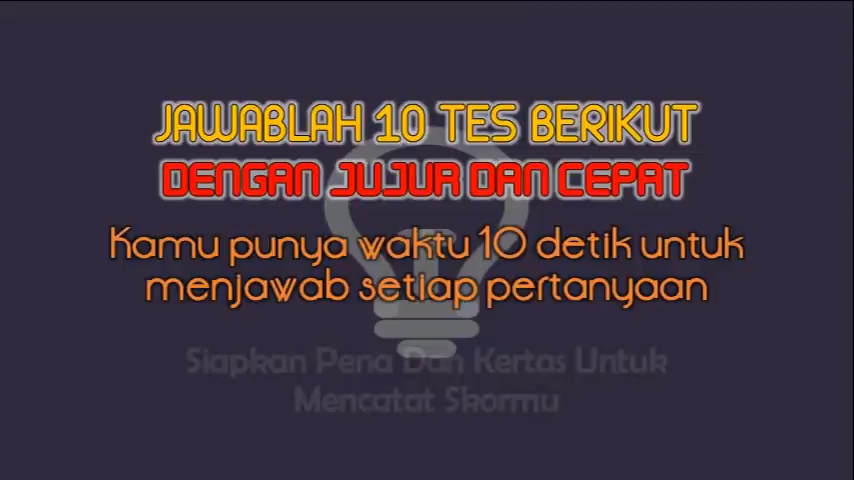 JAWABLAH 10 TES BERIKUT
DENGAN JUJUR DAN CEPAT
Kamu punya waktu 10 detik untuk
menjawab setiap pertanyaan
Siapkan Pena Dan Kertas Untuk
Mencatat Skormu